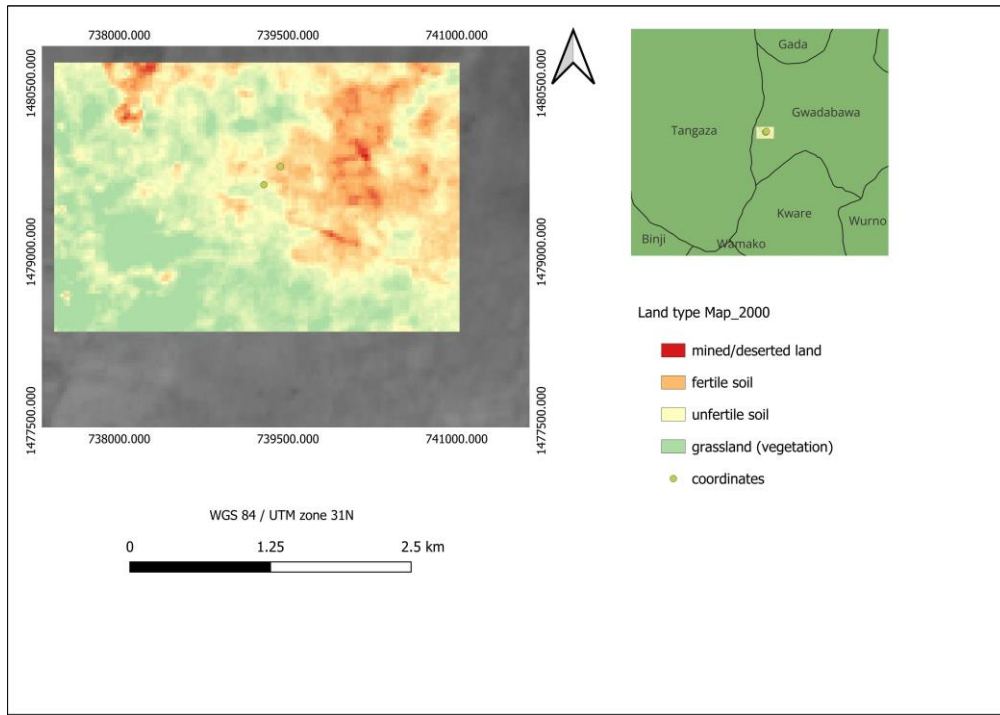 738000.000 739500.000 741000.000
1480500.000 1480500.000
1479000.000 1479000.000
1477500.000 1477500.000
738000.000 739500.000 741000.000
WGS 84 / UTM zone 31N
0 1.25 2.5 km
Gada
Gwadabawa
Tangaza
Kware
Wurno
Binji
Wamako
Land type Map_2000
mined/deserted land
fertile soil
unfertile soil
grassland (vegetation)
coordinates